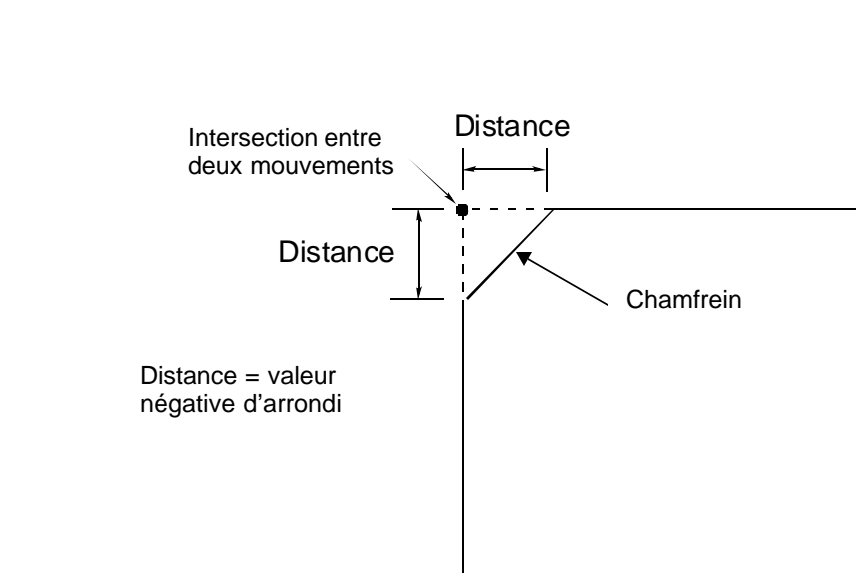 Distance
Intersection entre
deux mouvements
Distance
Chamfrein
Distance = valeur
négative d'arrondi